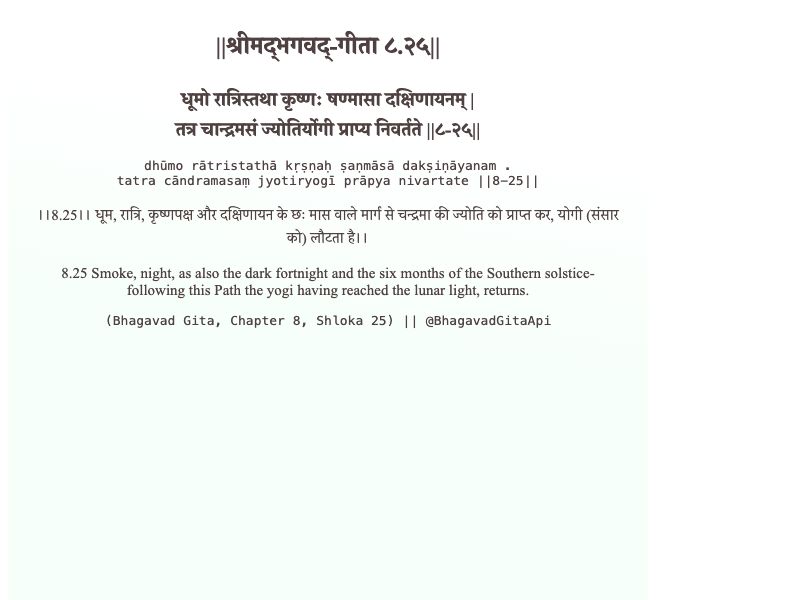 ||श्रीमद्‍भगवद्‍-गीता ८.२५||
धूमो रात्रिस्तथा कृष्णः षण्मासा दक्षिणायनम् |
तत्र चान्द्रमसं ज्योतिर्योगी प्राप्य निवर्तते ||८-२५||
dhūmo rātristathā kṛṣṇaḥ ṣaṇmāsā dakṣiṇāyanam .
tatra cāndramasaṃ jyotiryogī prāpya nivartate ||8-25||
।।8.25।। धूम, रात्रि, कृष्णपक्ष और दक्षिणायन के छः मास वाले मार्ग से चन्द्रमा की ज्योति को प्राप्त कर, योगी (संसार
को) लौटता है।।
8.25 Smoke, night, as also the dark fortnight and the six months of the Southern solstice-
following this Path the yogi having reached the lunar light, returns.
(Bhagavad Gita, Chapter 8, Shloka 25) || @BhagavadGitaApi